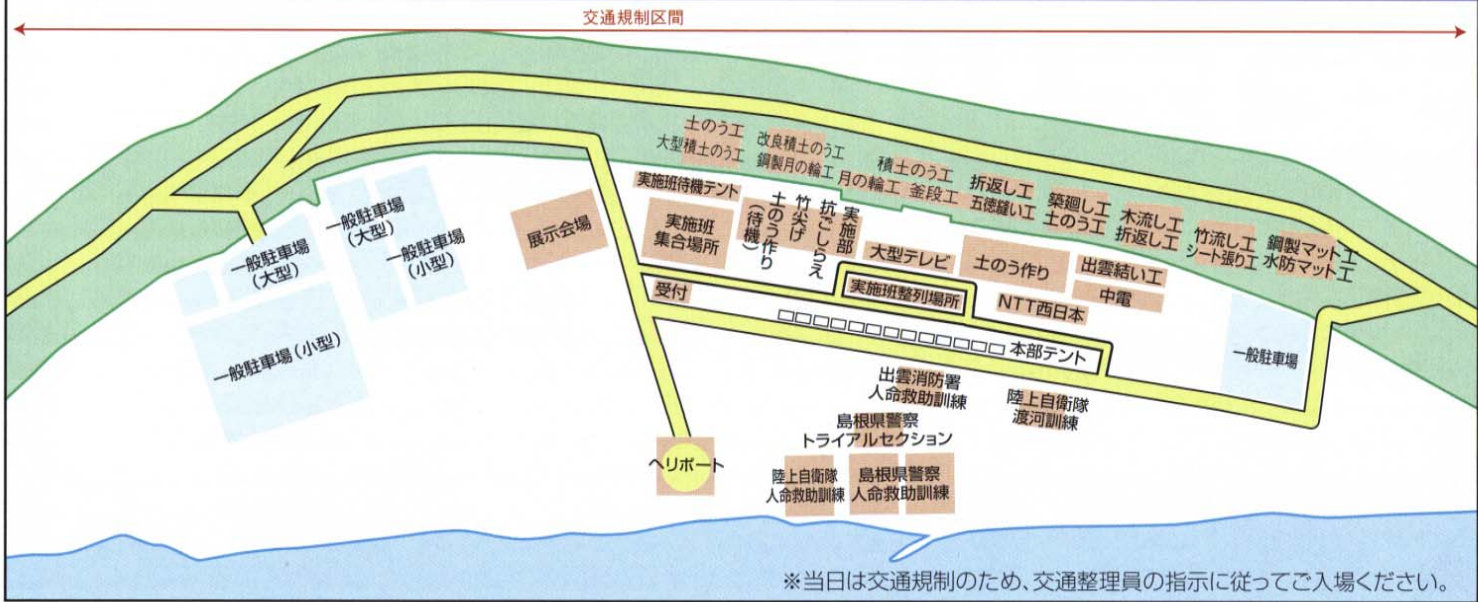 交通規制区間
土のう工
大型積土のう工
改良積土のう工
鋼製月の輪工
積土のう工
月の輪工
釜段工
折返し工
五徳縫い工
築廻し工
土のう工
木流し工
折返し工
竹流し工
シート張り工
鋼製マット工
水防マット工
一般駐車場
(大型)
一般駐車場
(大型)
一般駐車場
(小型)
一般駐車場(小型)
展示会場
実施班待機テント
実施班
集合場所
実施部
抗ごしらえ
竹尖げ
土のう作り
(待機)
大型テレビ
土のう作り
出雲結い工
中電
受付
実施班整列場所
NTT西日本
本部テント
一般駐車場
出雲消防署
人命救助訓練
陸上自衛隊
渡河訓練
島根県警察
トライアルセクション
ヘリポート
陸上自衛隊
人命救助訓練
島根県警察
人命救助訓練
※当日は交通規制のため、交通整理員の指示に従ってご入場ください。